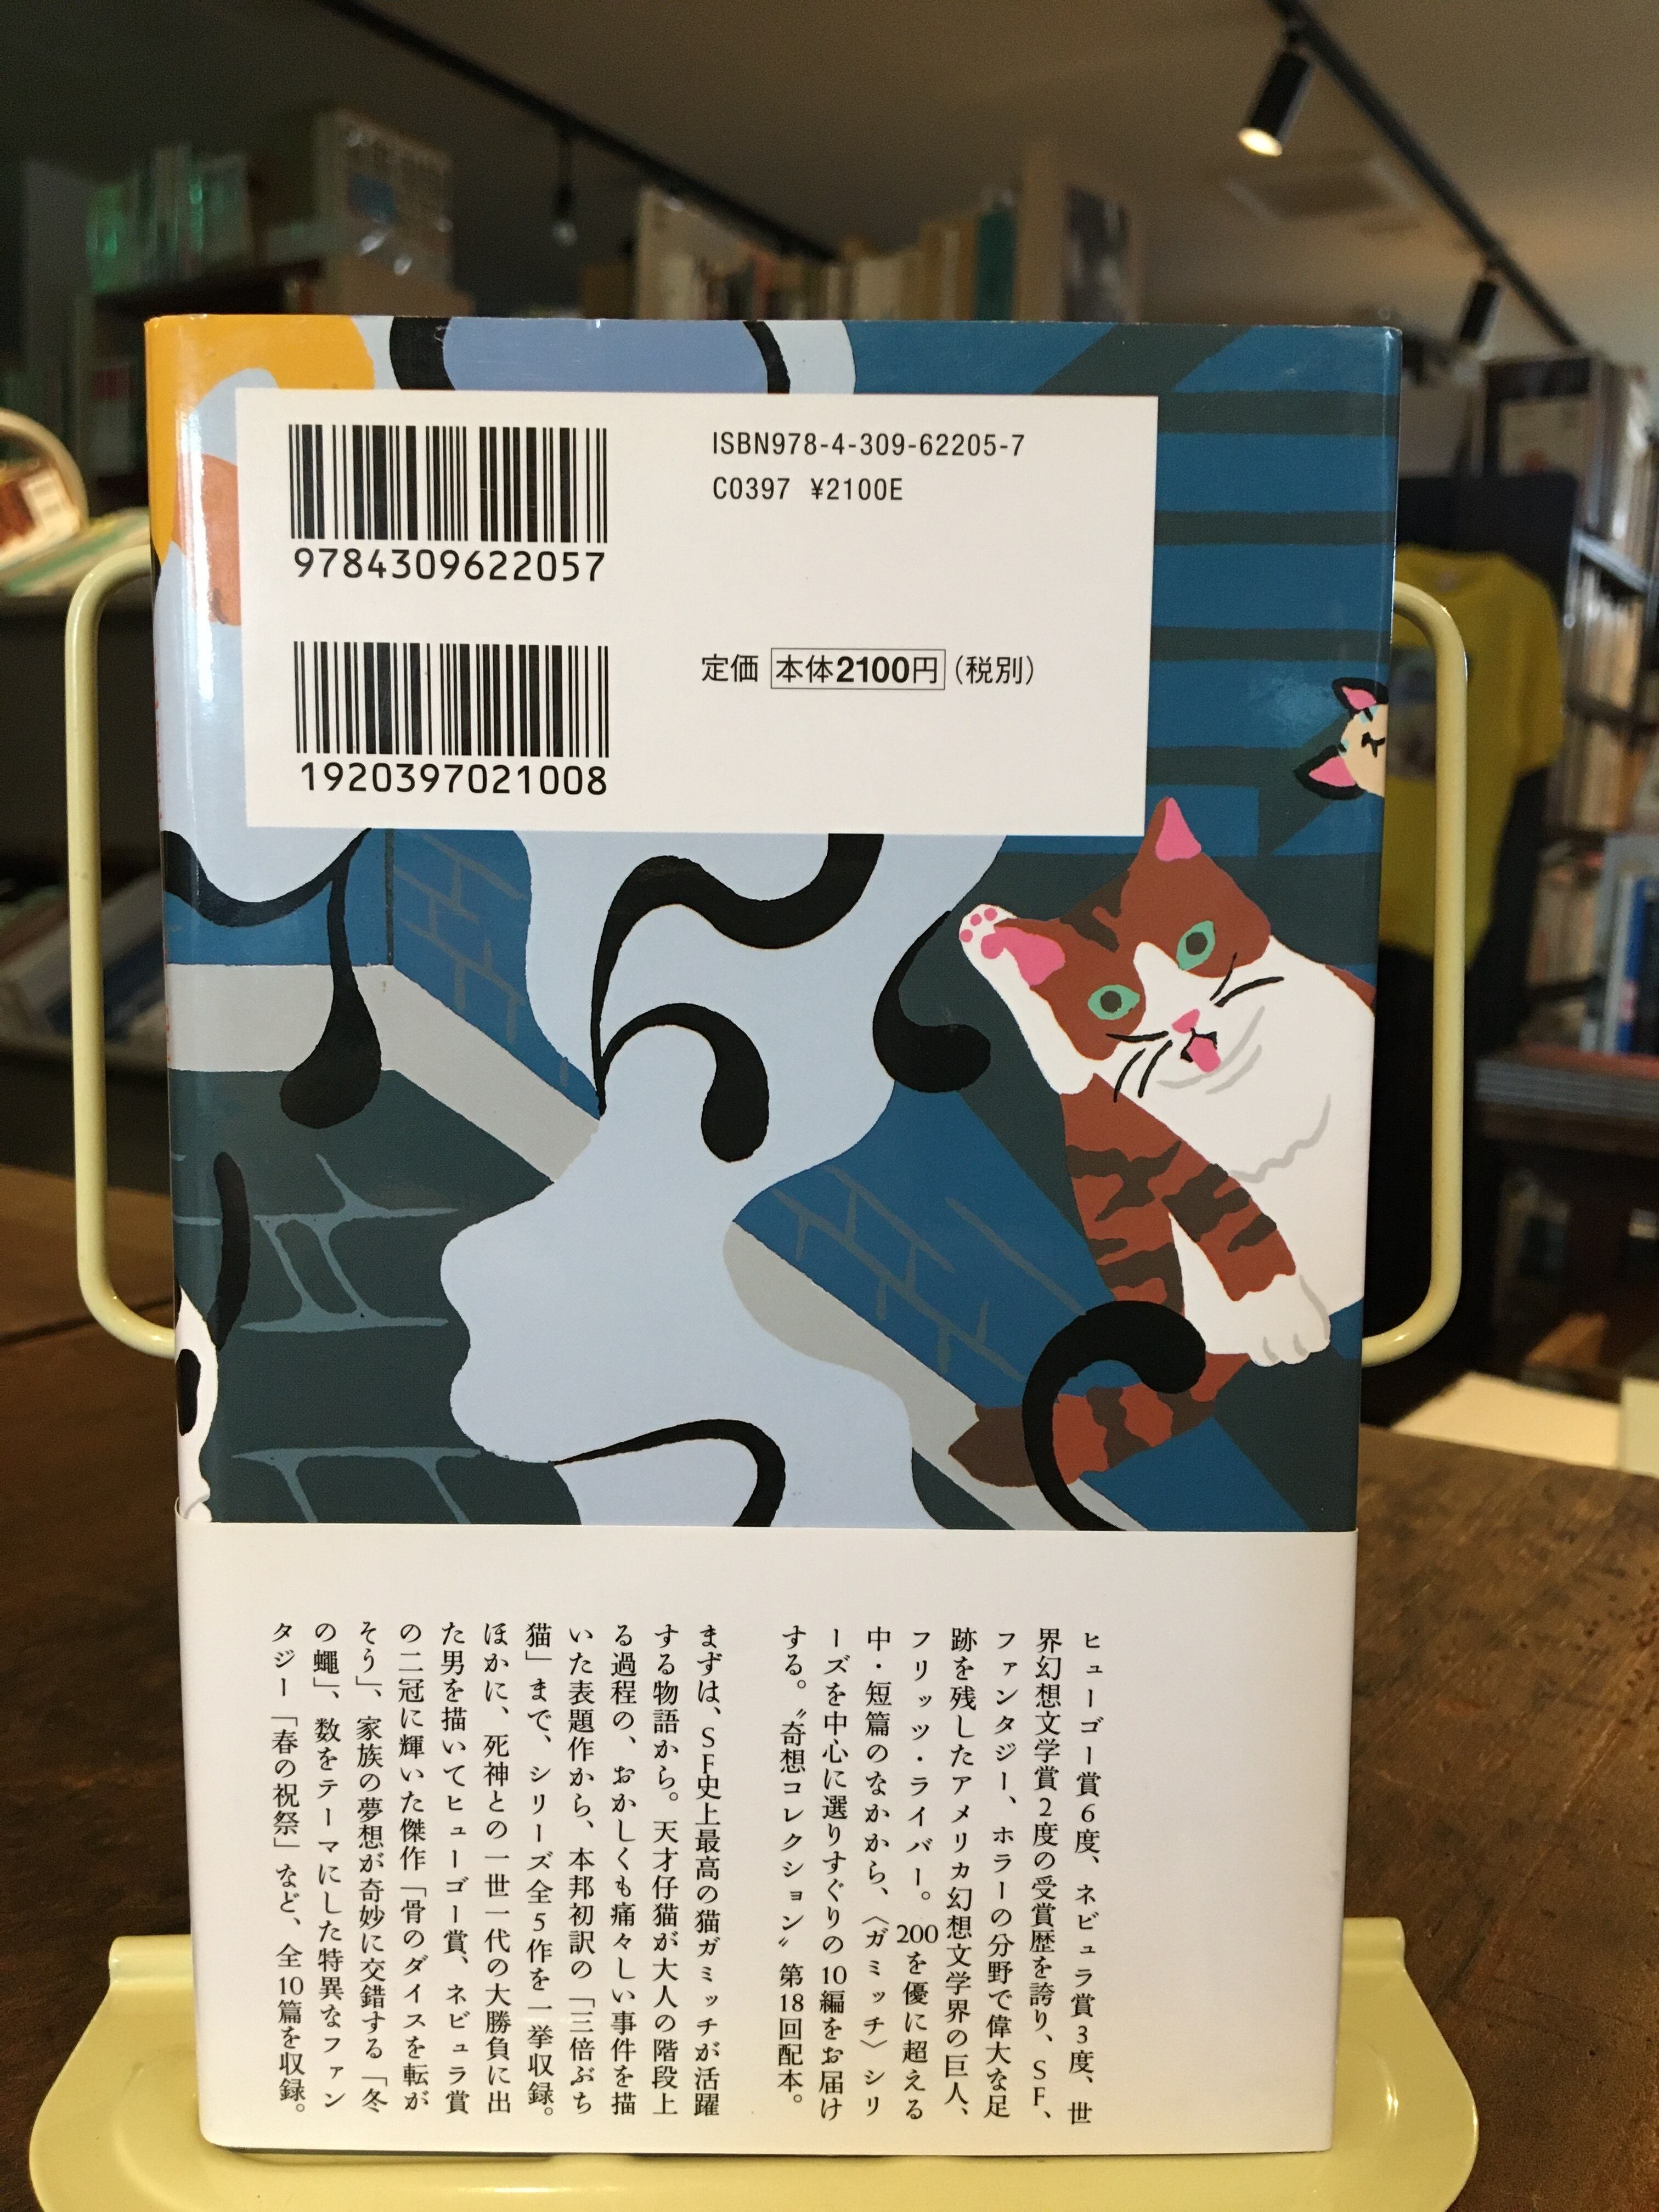 ISBN978-4-309-62205-7
C0397 ¥2100E
9784309622057
定価 本体2100円（税別）
1920397021008
ヒューゴー賞6度、ネビュラ賞3度、世
界幻想文学賞2度の受賞歴を誇り、SF、
ファンタジー、ホラーの分野で偉大な足
跡を残したアメリカ幻想文学界の巨人、
フリッツ・ライバー。200を優に超える
中・短篇のなかから、〈ガミッチ〉シリ
ーズを中心に選りすぐりの10編をお届け
する。〝奇想コレクション〟第18回配本。
まずは、SF史上最高の猫ガミッチが活躍
する物語から。天才仔猫が大人の階段上
る過程の、おかしくも痛々しい事件を描
いた表題作から、本邦初訳の「三倍ぶち
猫」まで、シリーズ全5作を一挙収録。
ほかに、死神との一世一代の大勝負に出
た男を描いてヒューゴー賞、ネビュラ賞
の二冠に輝いた傑作「骨のダイスを転が
そう」、家族の夢想が奇妙に交錯する「冬
の蠅」、数をテーマにした特異なファン
タジー「春の祝祭」など、全10篇を収録。